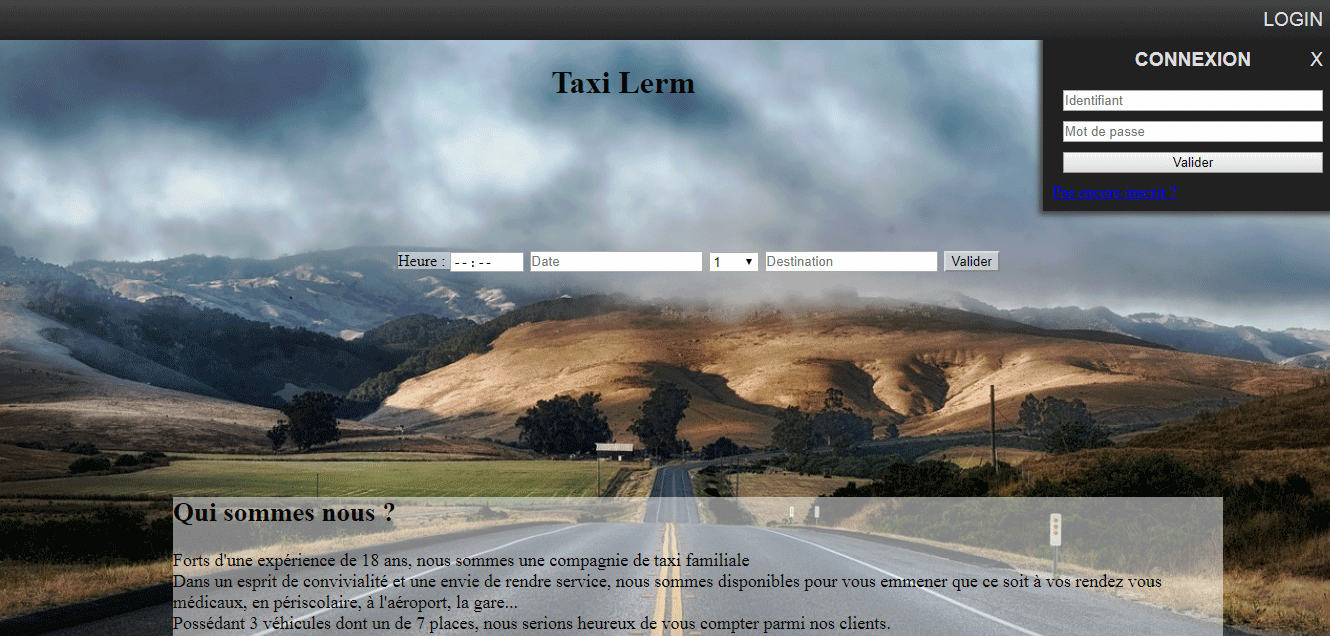 LOGIN
CONNEXION X
Identifiant
Mot de passe
Valider
Pas encore inscrir ?
Taxi Lerm
Heure : --:-- Date 1 Destination Valider
Qui sommes nous ?
Forts d'une expérience de 18 ans, nous sommes une compagnie de taxi familiale
Dans un esprit de convivialité et une envie de rendre service, nous sommes disponibles pour vous emmener que ce soit à vos rendez vous
médicaux, en périscolaire, à l'aéroport, la gare...
Possédant 3 véhicules dont un de 7 places, nous serions heureux de vous compter parmi nos clients.